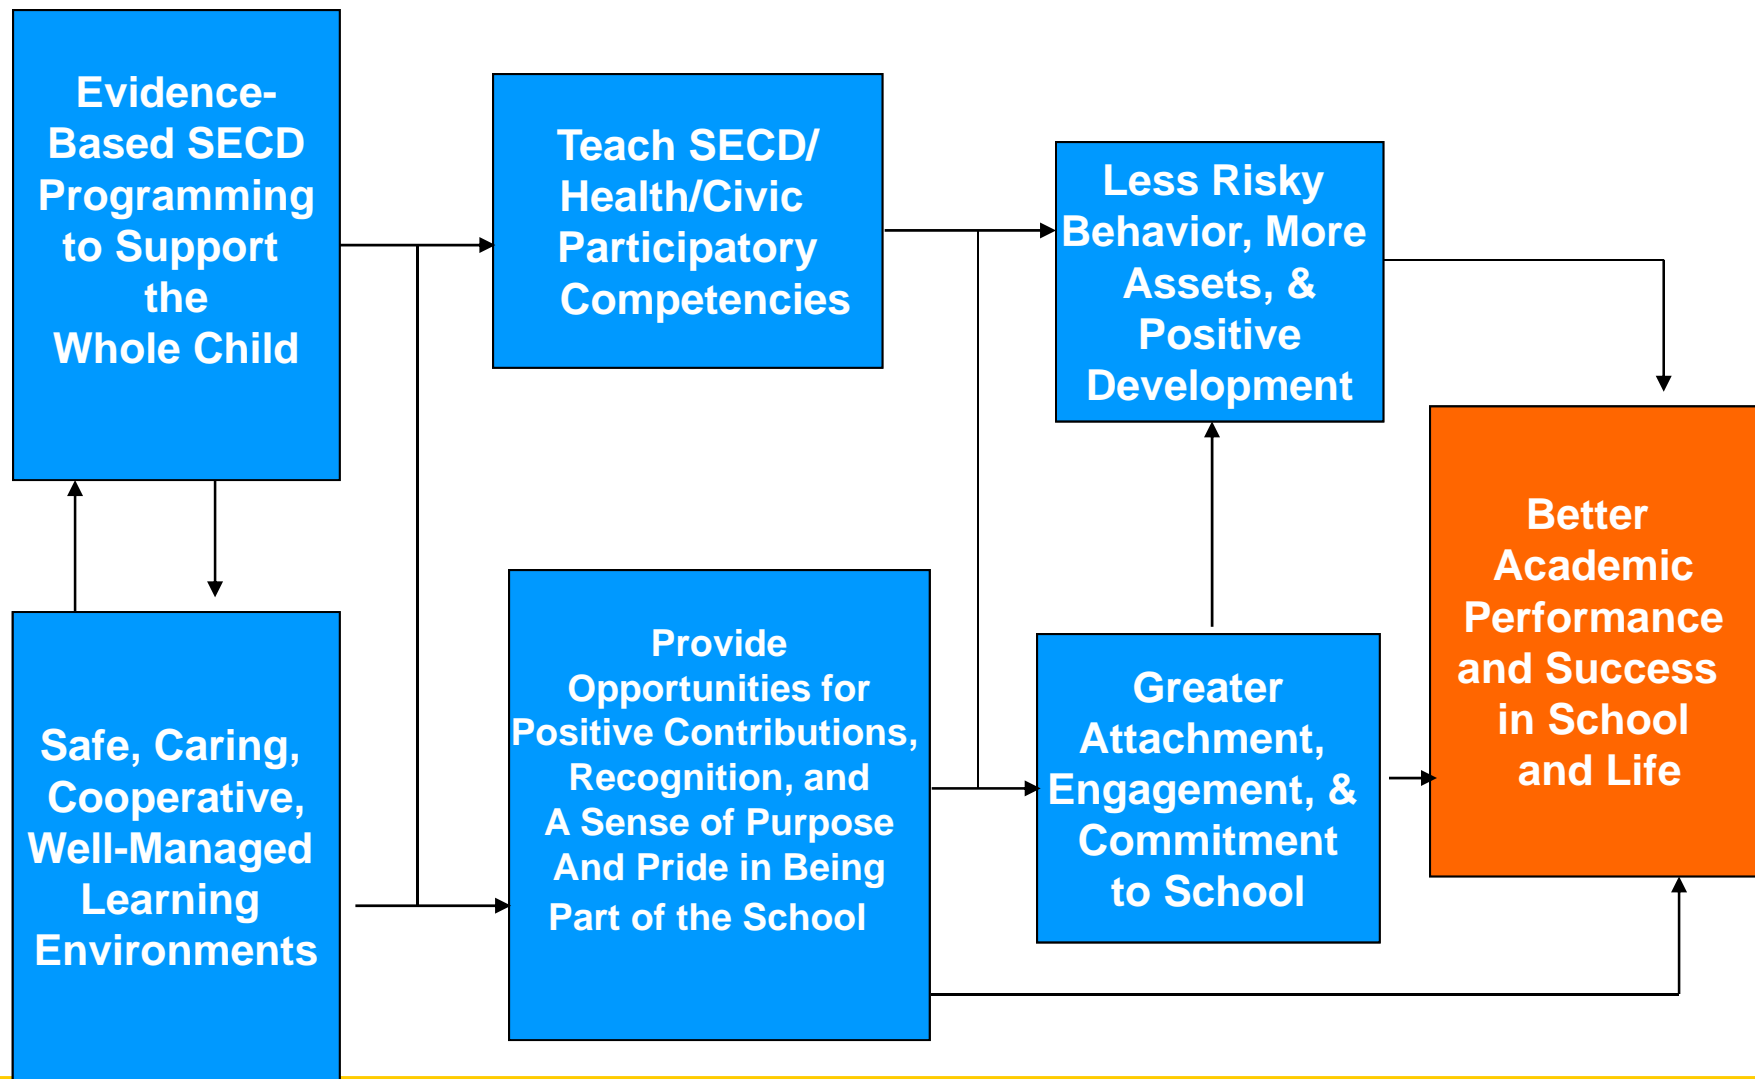 Evidence-
Based SECD
Programming
to Support
the
Whole Child
Safe, Caring,
Cooperative,
Well-Managed
Learning
Environments
Teach SECD/
Health/Civic
Participatory
Competencies
Provide
Opportunities for
Positive Contributions,
Recognition, and
A Sense of Purpose
And Pride in Being
Part of the School
Less Risky
Behavior, More
Assets, &
Positive
Development
Greater
Attachment,
Engagement, &
Commitment
to School
Better
Academic
Performance
and Success
in School
and Life